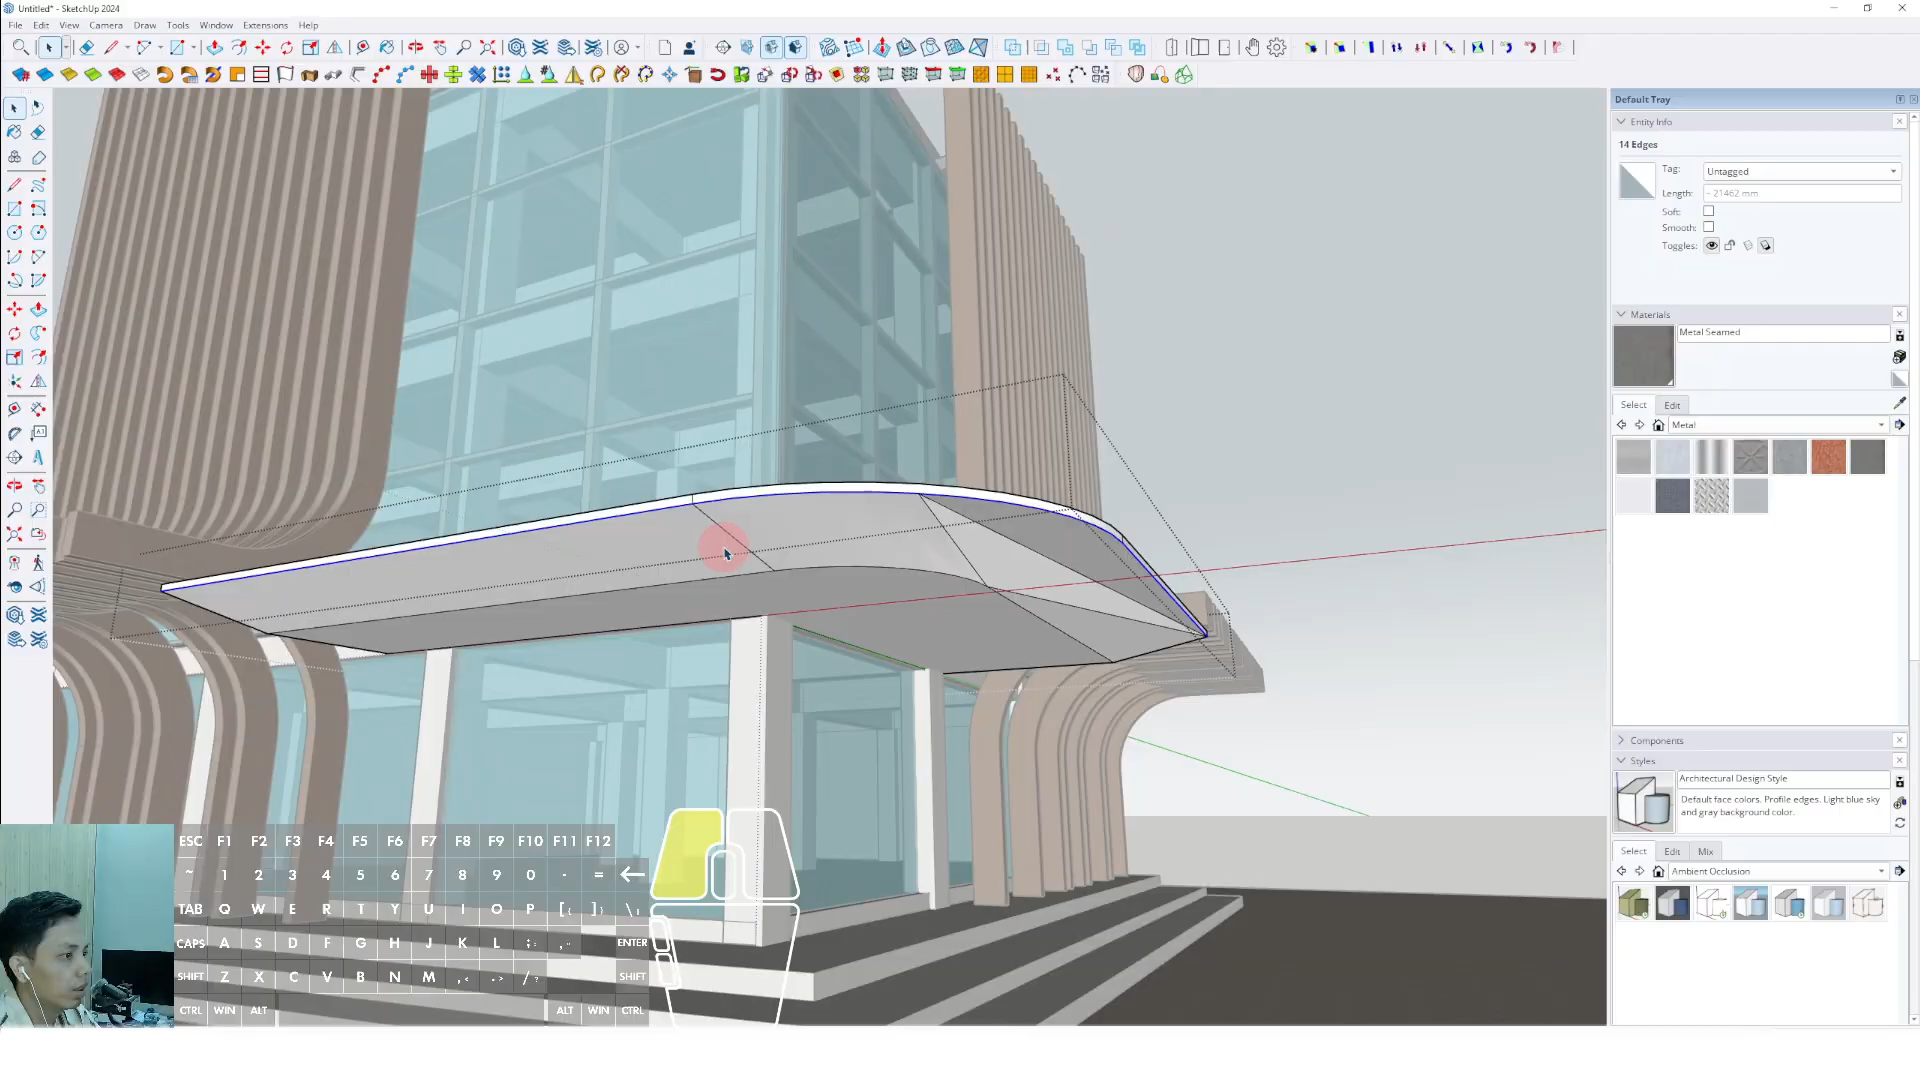 Untitled* - SketchUp 2024
File Edit View Camera Draw Tools Window Extensions Help
Default Tray
Entity Info
14 Edges
Tag: Untagged
Length: ~ 21462 mm
Soft:
Smooth:
Toggles:
Materials
Metal Seamed
Select Edit
Metal
Components
Styles
Architectural Design Style
Default face colors. Profile edges. Light blue sky
and gray background color.
Select Edit Mix
Ambient Occlusion
ESC F1 F2 F3 F4 F5 F6 F7 F8 F9 F10 F11 F12
~ 1 2 3 4 5 6 7 8 9 0 - =
TAB Q W E R T Y U I O P [{ ]} \|
CAPS A S D F G H J K L ;: ,. ENTER
SHIFT Z X C V B N M ,< .> /? SHIFT
CTRL WIN ALT ALT WIN CTRL